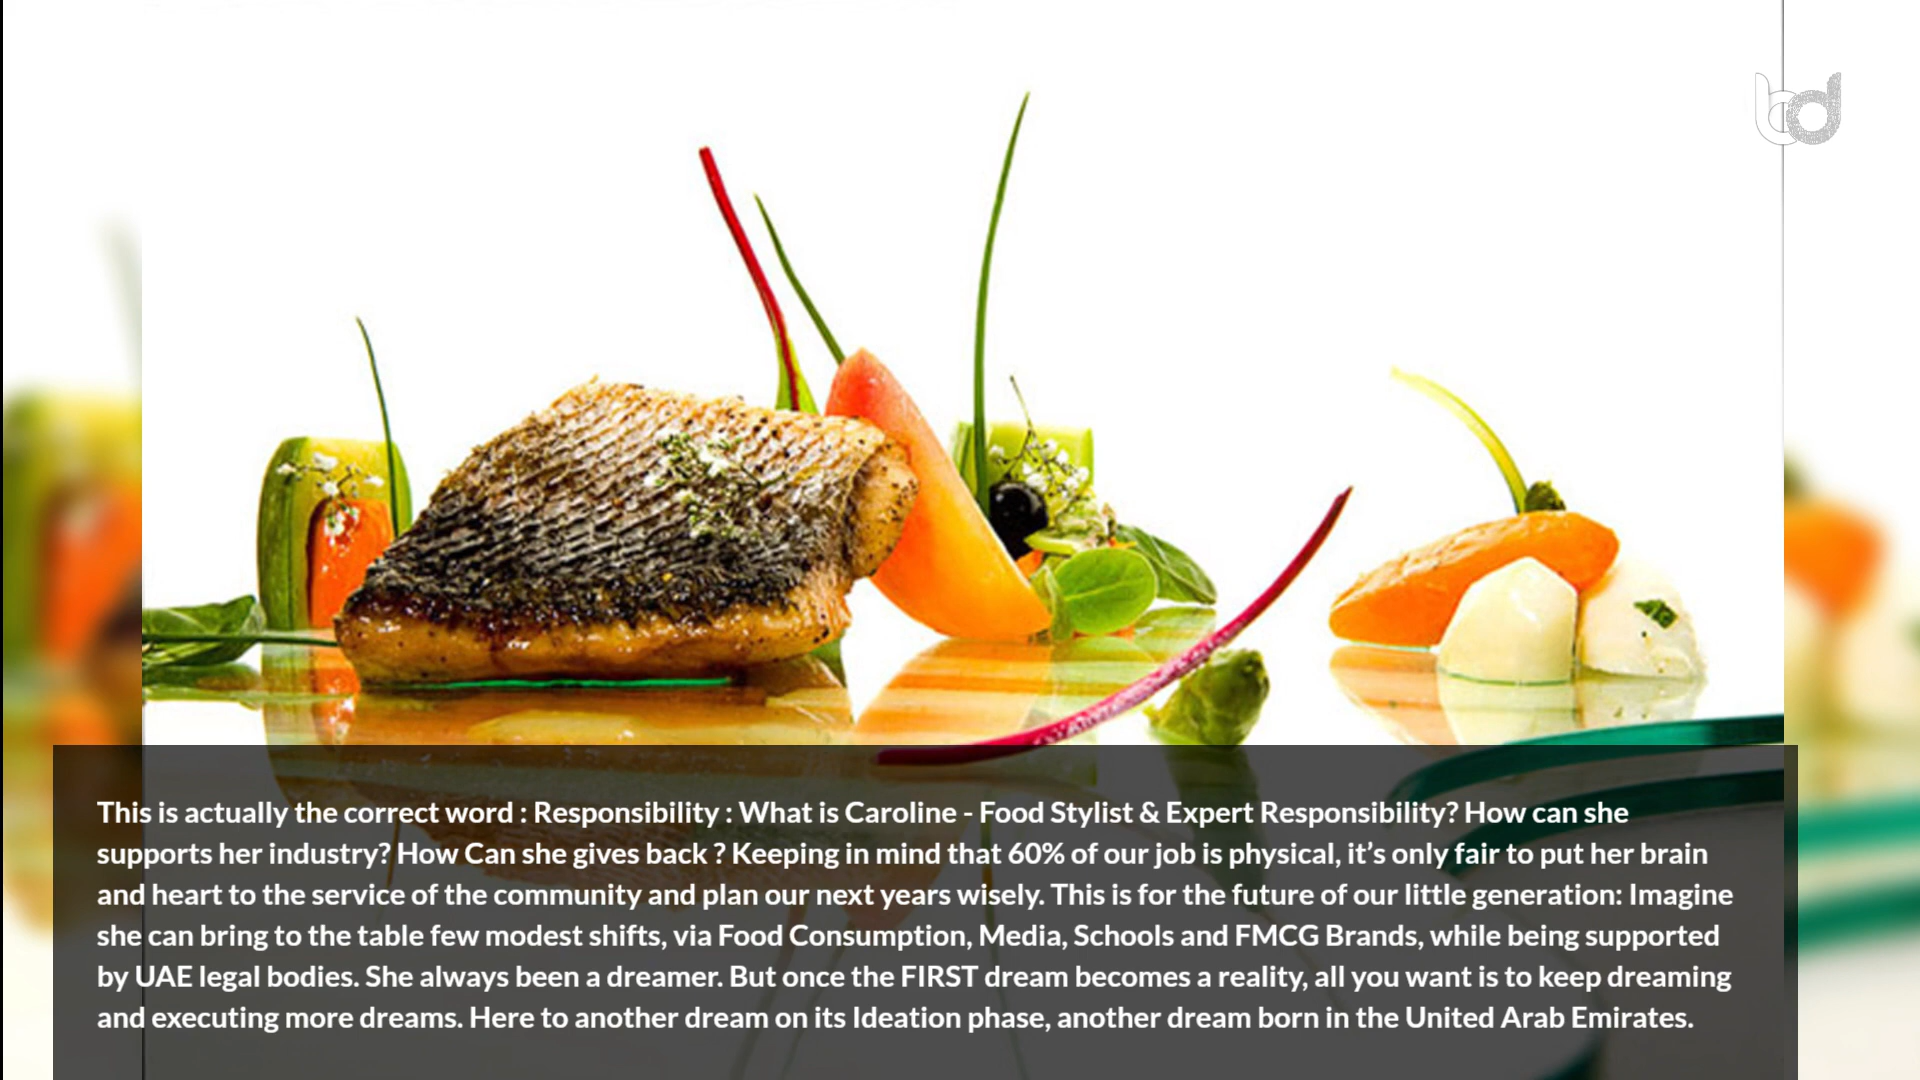 bd
This is actually the correct word : Responsibility : What is Caroline - Food Stylist & Expert Responsibility? How can she
supports her industry? How Can she gives back ? Keeping in mind that 60% of our job is physical, it’s only fair to put her brain
and heart to the service of the community and plan our next years wisely. This is for the future of our little generation: Imagine
she can bring to the table few modest shifts, via Food Consumption, Media, Schools and FMCG Brands, while being supported
by UAE legal bodies. She always been a dreamer. But once the FIRST dream becomes a reality, all you want is to keep dreaming
and executing more dreams. Here to another dream on its Ideation phase, another dream born in the United Arab Emirates.